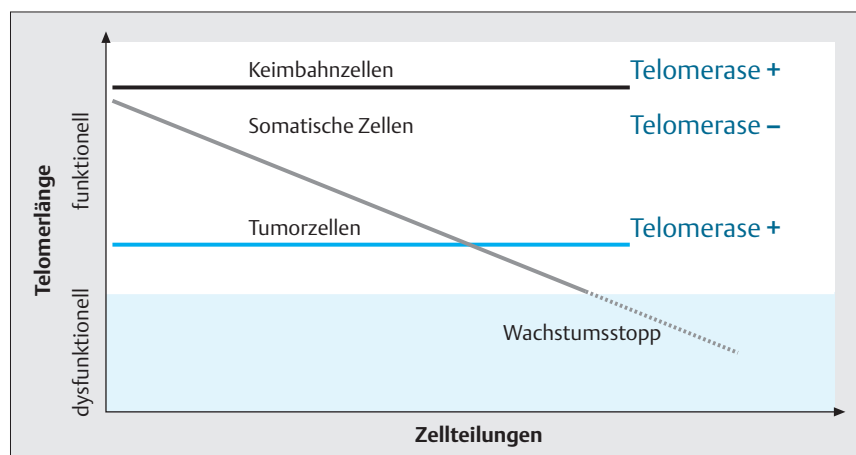 Keimbahnzellen Telomerase +
Somatische Zellen Telomerase –
Tumorzellen Telomerase +
Wachstumsstopp
Telomerlänge
funktionell
dysfunktionell
Zellteilungen